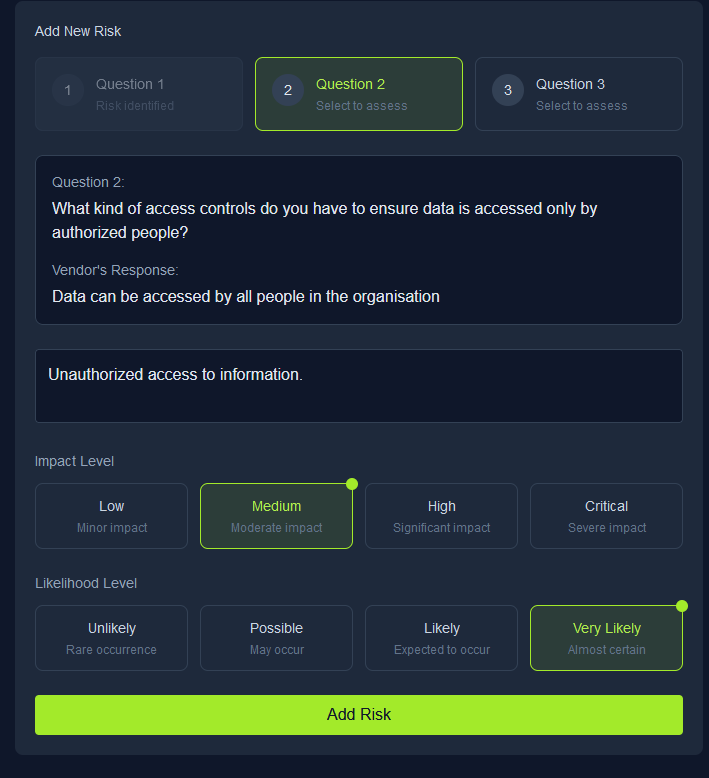 Add New Risk
1
Question 1
Risk identified
2
Question 2
Select to assess
3
Question 3
Select to assess
Question 2:
What kind of access controls do you have to ensure data is accessed only by
authorized people?
Vendor's Response:
Data can be accessed by all people in the organisation
Unauthorized access to information.
Impact Level
Low
Minor impact
Medium
Moderate impact
High
Significant impact
Critical
Severe impact
Likelihood Level
Unlikely
Rare occurrence
Possible
May occur
Likely
Expected to occur
Very Likely
Almost certain
Add Risk